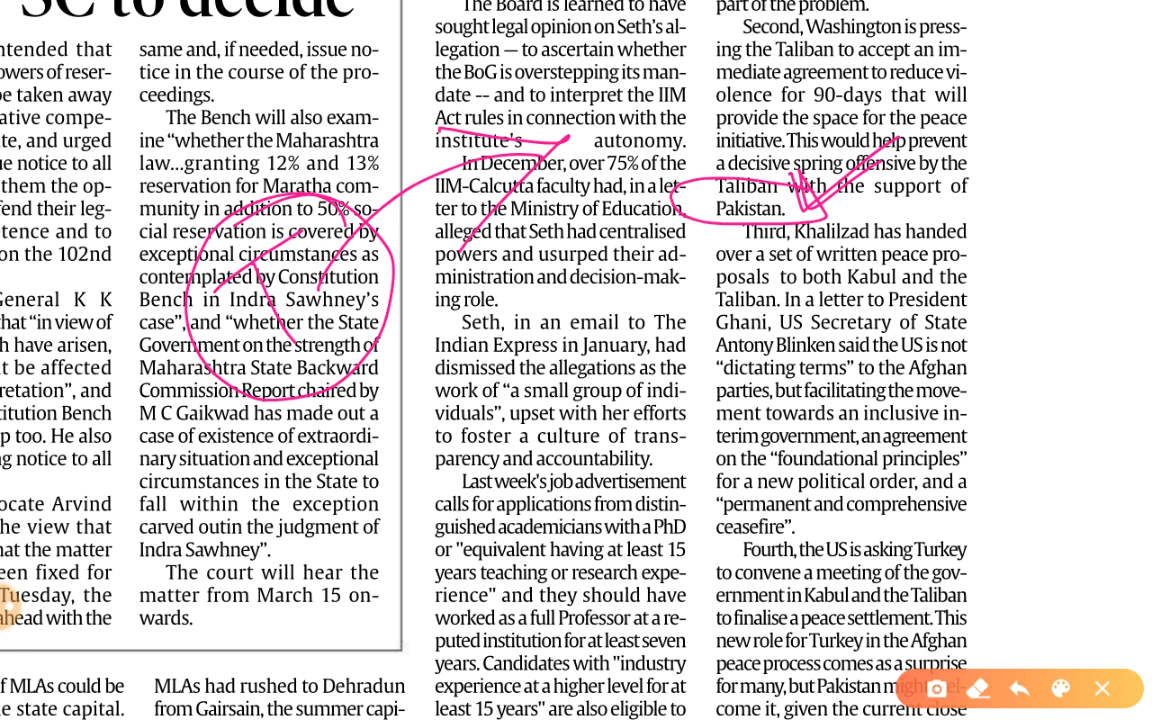 SC to decide
ntended that
owers of reser-
be taken away
ative compe-
te, and urged
ue notice to all
them the op-
fend their leg-
tence and to
on the 102nd
General K K
that “in view of
h have arisen,
t be affected
retation”, and
titution Bench
p too. He also
ng notice to all
ocate Arvind
he view that
hat the matter
een fixed for
Tuesday, the
ahead with the
same and, if needed, issue no-
tice in the course of the pro-
ceedings.
The Bench will also exam-
ine “whether the Maharashtra
law...granting 12% and 13%
reservation for Maratha com-
munity in addition to 50% so-
cial reservation is covered by
exceptional circumstances as
contemplated by Constitution
Bench in Indra Sawhney’s
case”, and “whether the State
Government on the strength of
Maharashtra State Backward
Commission Report chaired by
M C Gaikwad has made out a
case of existence of extraordi-
nary situation and exceptional
circumstances in the State to
fall within the exception
carved outin the judgment of
Indra Sawhney”.
The court will hear the
matter from March 15 on-
wards.
f MLAs could be
e state capital.
MLAs had rushed to Dehradun
from Gairsain, the summer capi-
The Board is learned to have
sought legal opinion on Seth’s al-
legation — to ascertain whether
the BoG is overstepping its man-
date -- and to interpret the IIM
Act rules in connection with the
institute's autonomy.
In December, over 75% of the
IIM-Calcutta faculty had, in a let-
ter to the Ministry of Education,
alleged that Seth had centralised
powers and usurped their ad-
ministration and decision-mak-
ing role.
Seth, in an email to The
Indian Express in January, had
dismissed the allegations as the
work of “a small group of indi-
viduals”, upset with her efforts
to foster a culture of trans-
parency and accountability.
Last week's job advertisement
calls for applications from distin-
guished academicians with a PhD
or "equivalent having at least 15
years teaching or research expe-
rience" and they should have
worked as a full Professor at a re-
puted institution for at least seven
years. Candidates with "industry
experience at a higher level for at
least 15 years" are also eligible to
part of the problem.
Second, Washington is press-
ing the Taliban to accept an im-
mediate agreement to reduce vi-
olence for 90-days that will
provide the space for the peace
initiative. This would help prevent
a decisive spring offensive by the
Taliban with the support of
Pakistan.
Third, Khalilzad has handed
over a set of written peace pro-
posals to both Kabul and the
Taliban. In a letter to President
Ghani, US Secretary of State
Antony Blinken said the US is not
“dictating terms” to the Afghan
parties, but facilitating the move-
ment towards an inclusive in-
terim government, an agreement
on the “foundational principles”
for a new political order, and a
“permanent and comprehensive
ceasefire”.
Fourth, the US is asking Turkey
to convene a meeting of the gov-
ernment in Kabul and the Taliban
to finalise a peace settlement. This
new role for Turkey in the Afghan
peace process comes as a surprise
for many, but Pakistan might wel-
come it, given the current close